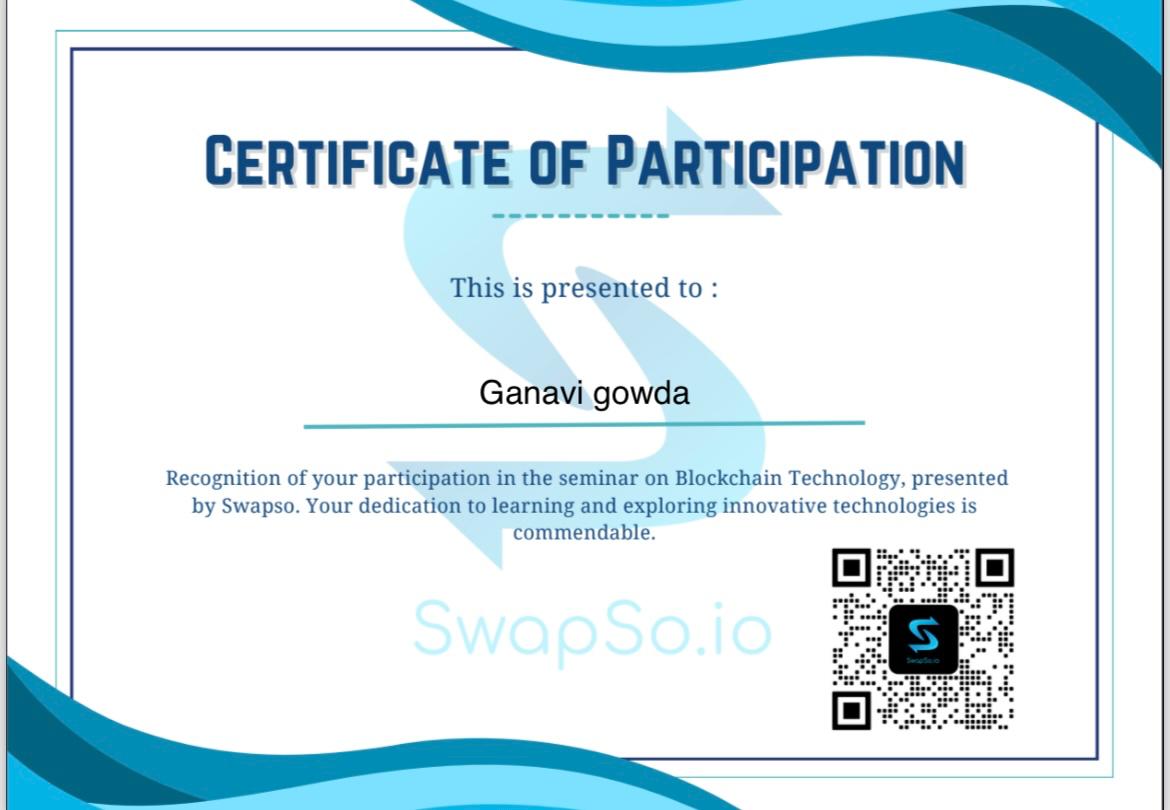 Certificate of Participation
This is presented to :
Ganavi gowda
Recognition of your participation in the seminar on Blockchain Technology, presented
by Swapso. Your dedication to learning and exploring innovative technologies is
commendable.
SwapSo.io
SwapSo.io